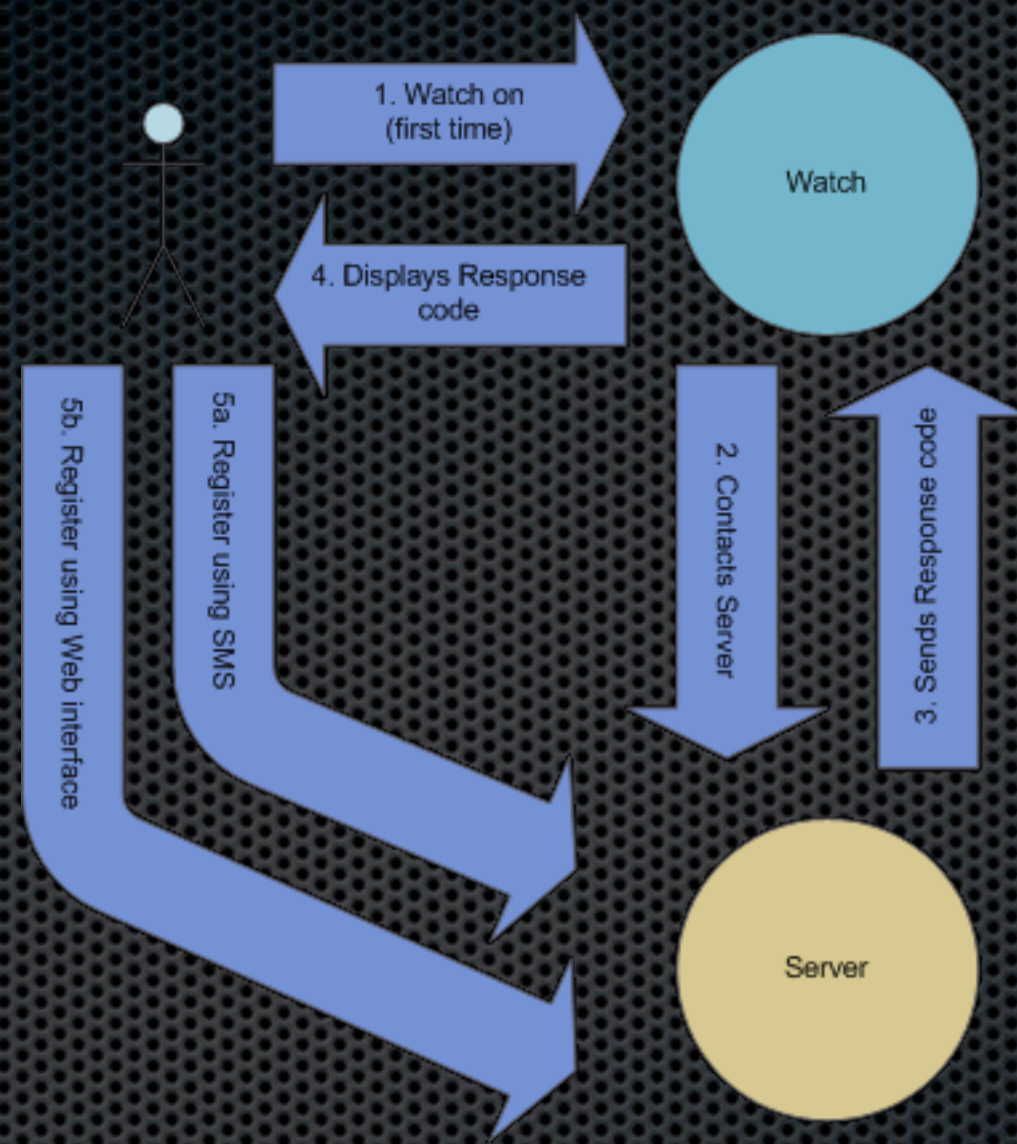 1. Watch on
(first time)
Watch
4. Displays Response
code
5b. Register using Web interface
5a. Register using SMS
2. Contacts Server
3. Sends Response code
Server